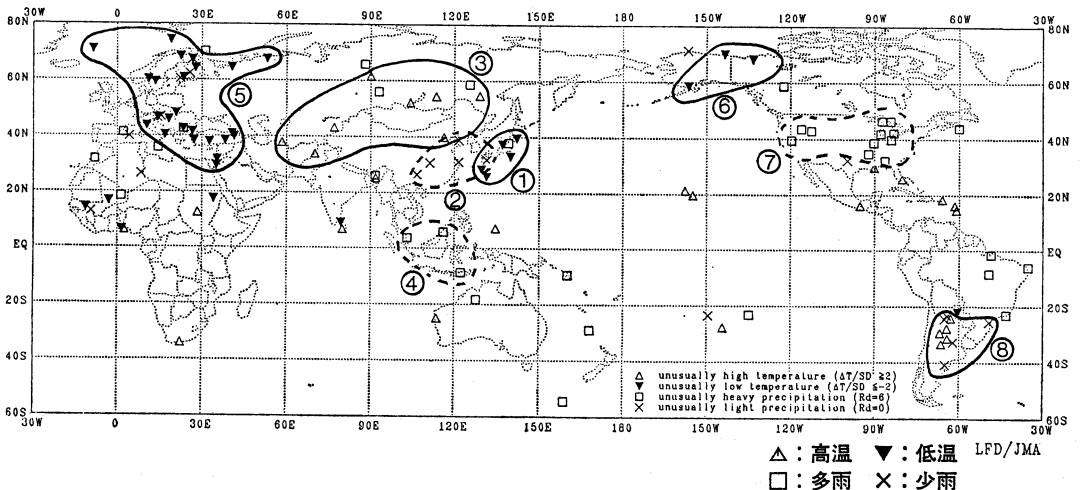 30W 0 30E 60E 90E 120E 150E 180 150W 120W 90W 60W 30W
80N 80N
③
60N 60N
⑤ ⑥
40N 40N
⑦
①
②
20N 20N
EQ EQ
④
20S 20S
⑧
40S 40S
△ unusually high temperature (ΔT/SD ≧2)
▼ unusually low temperature (ΔT/SD ≦-2)
□ unusually heavy precipitation (Rd=6)
× unusually light precipitation (Rd=0)
60S 60S
30W 0 30E 60E 90E 120E 150E 180 150W 120W 90W 60W 30W
△:高温 ▼:低温 LFD/JMA
□:多雨 ×:少雨